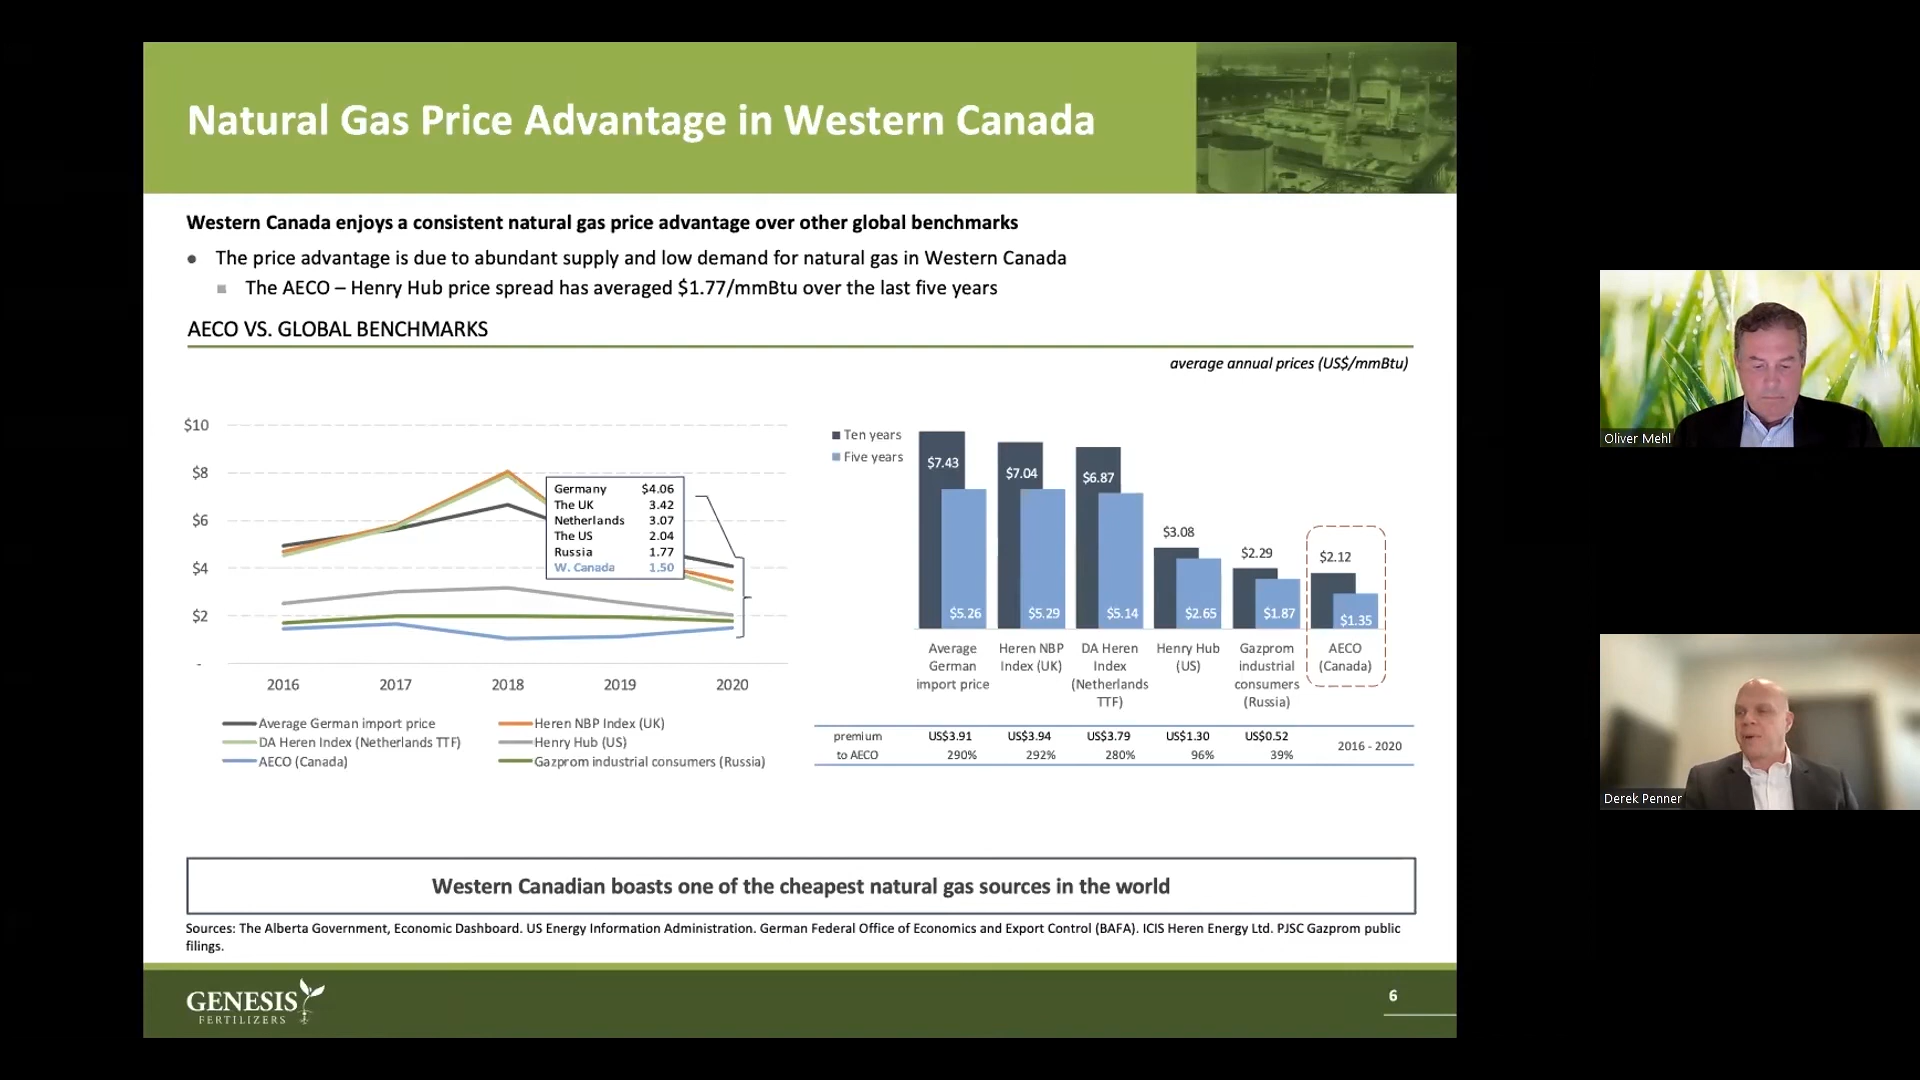 Natural Gas Price Advantage in Western Canada
Western Canada enjoys a consistent natural gas price advantage over other global benchmarks
● The price advantage is due to abundant supply and low demand for natural gas in Western Canada
■ The AECO – Henry Hub price spread has averaged $1.77/mmBtu over the last five years
AECO VS. GLOBAL BENCHMARKS
average annual prices (US$/mmBtu)
$10
$8
$6
$4
$2
-
2016 2017 2018 2019 2020
Germany $4.06
The UK 3.42
Netherlands 3.07
The US 2.04
Russia 1.77
W. Canada 1.50
Average German import price
Heren NBP Index (UK)
DA Heren Index (Netherlands TTF)
Henry Hub (US)
AECO (Canada)
Gazprom industrial consumers (Russia)
Ten years
Five years
$7.43
$5.26
$7.04
$5.29
$6.87
$5.14
$3.08
$2.65
$2.29
$1.87
$2.12
$1.35
Average
German
import price
Heren NBP
Index (UK)
DA Heren
Index
(Netherlands
TTF)
Henry Hub
(US)
Gazprom
industrial
consumers
(Russia)
AECO
(Canada)
premium US$3.91 US$3.94 US$3.79 US$1.30 US$0.52
to AECO 290% 292% 280% 96% 39%
2016 - 2020
Western Canadian boasts one of the cheapest natural gas sources in the world
Sources: The Alberta Government, Economic Dashboard. US Energy Information Administration. German Federal Office of Economics and Export Control (BAFA). ICIS Heren Energy Ltd. PJSC Gazprom public
filings.
GENESIS
FERTILIZERS
6
Oliver Mehl
Derek Penner